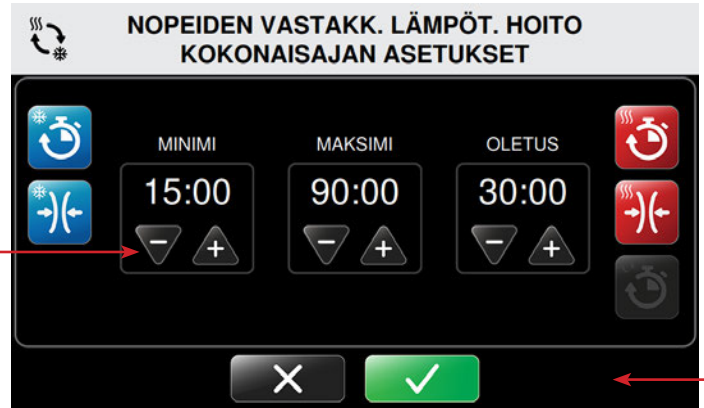 NOPEIDEN VASTAKK. LÄMPÖT. HOITO
KOKONAISAJAN ASETUKSET
MINIMI MAKSIMI OLETUS
15:00 90:00 30:00
− + − + − +